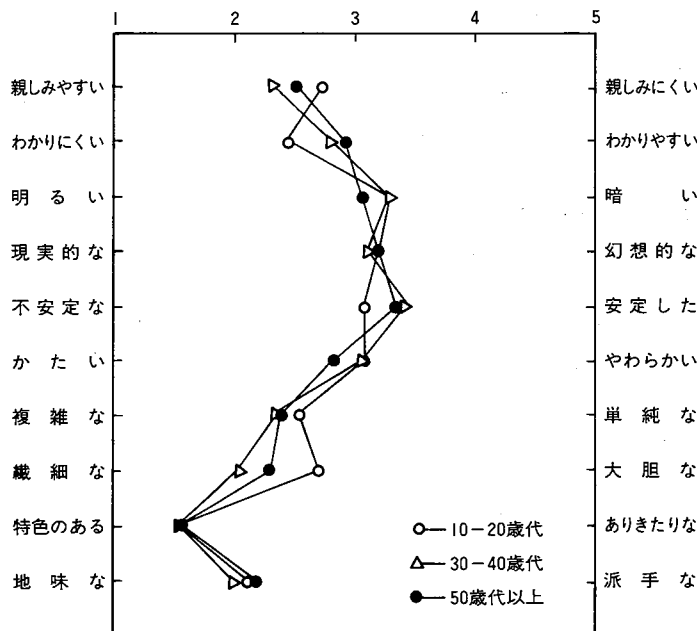 1 2 3 4 5
親しみやすい 親しみにくい
わかりにくい わかりやすい
明るい 暗い
現実的な 幻想的な
不安定な 安定した
かたい やわらかい
複雑な 単純な
繊細な 大胆な
特色のある ありきたりな
地味な 派手な
10-20歳代
30-40歳代
50歳代以上